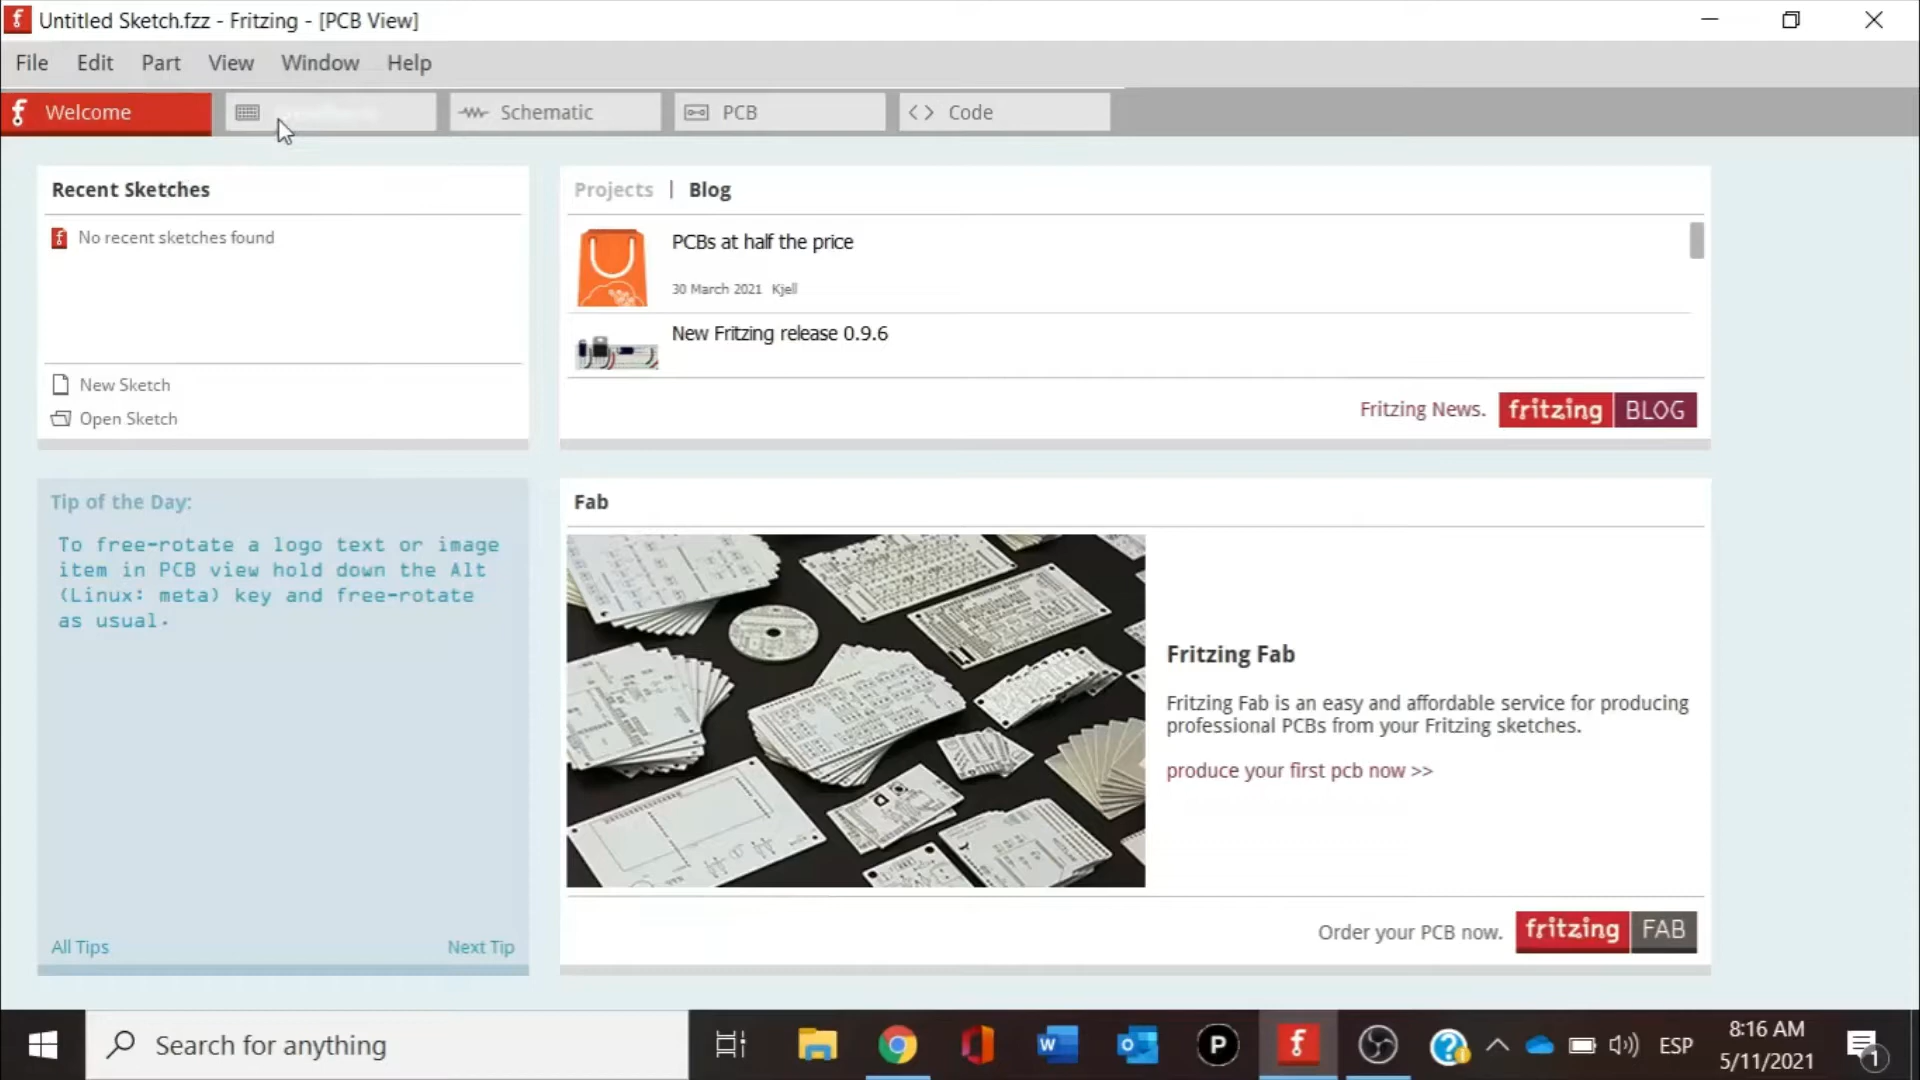 Untitled Sketch.fzz - Fritzing - [PCB View]
File Edit Part View Window Help
Welcome
Schematic
PCB
Code
Recent Sketches
No recent sketches found
New Sketch
Open Sketch
Projects | Blog
PCBs at half the price
30 March 2021 Kjell
New Fritzing release 0.9.6
Fritzing News.
fritzing BLOG
Tip of the Day:
To free-rotate a logo text or image
item in PCB view hold down the Alt
(Linux: meta) key and free-rotate
as usual.
All Tips
Next Tip
Fab
Fritzing Fab
Fritzing Fab is an easy and affordable service for producing
professional PCBs from your Fritzing sketches.
produce your first pcb now >>
Order your PCB now.
fritzing FAB
Search for anything
ESP
8:16 AM
5/11/2021
1